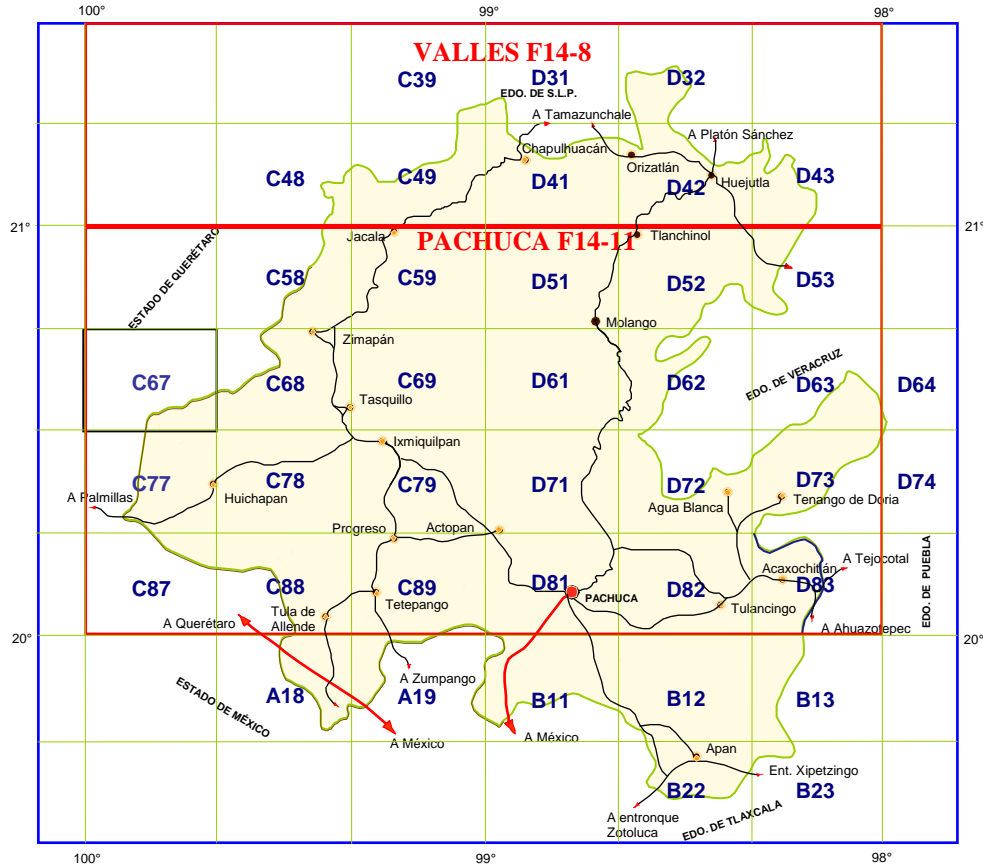 100°
99°
98°
VALLES F14-8
C39
D31
D32
EDO. DE S.L.P.
A Tamazunchale
A Platón Sánchez
Chapulhuacán
Orizatlán
Huejutla
C48
C49
D41
D42
D43
21°
21°
Jacala
PACHUCA F14-11
Tlanchinol
ESTADO DE QUERÉTARO
C58
C59
D51
D52
D53
Molango
Zimapán
EDO. DE VERACRUZ
C67
C68
C69
D61
D62
D63
D64
Tasquillo
Ixmiquilpan
C77
C78
C79
D71
D72
D73
D74
A Palmillas
Huichapan
Agua Blanca
Tenango de Doria
Progreso
Actopan
A Tejocotal
Acaxochitlán
EDO. DE PUEBLA
C87
C88
C89
D81
D82
D83
PACHUCA
Tetepango
Tulancingo
Tula de
Allende
A Querétaro
A Ahuazotepec
20°
20°
A Zumpango
ESTADO DE MÉXICO
A18
A19
B11
B12
B13
A México
A México
Apan
Ent. Xipetzingo
B22
B23
A entronque
Zotoluca
EDO. DE TLAXCALA
100°
99°
98°